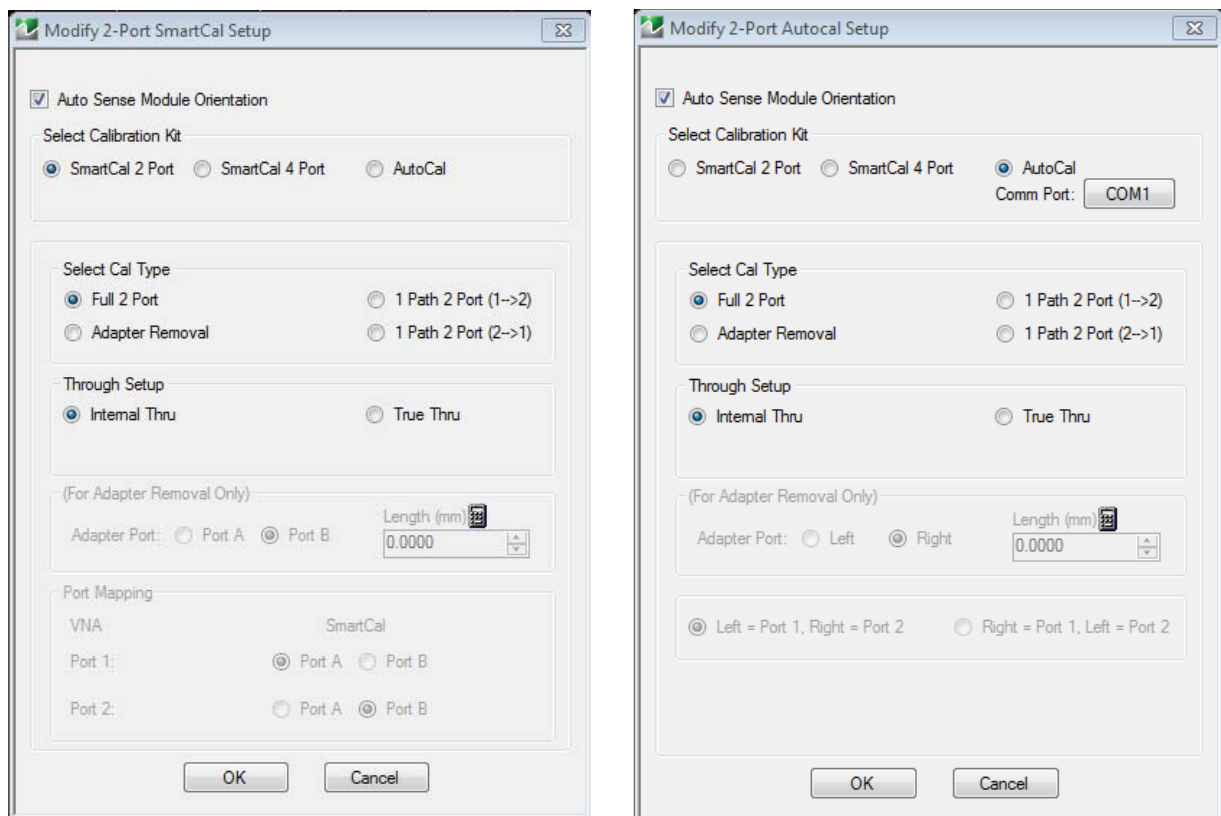 Modify 2-Port SmartCal Setup
Auto Sense Module Orientation
Select Calibration Kit
SmartCal 2 Port SmartCal 4 Port AutoCal
Select Cal Type
Full 2 Port 1 Path 2 Port (1-->2)
Adapter Removal 1 Path 2 Port (2-->1)
Through Setup
Internal Thru True Thru
(For Adapter Removal Only)
Length (mm)
Adapter Port: Port A Port B 0.0000
Port Mapping
VNA SmartCal
Port 1: Port A Port B
Port 2: Port A Port B
OK Cancel
Modify 2-Port Autocal Setup
Auto Sense Module Orientation
Select Calibration Kit
SmartCal 2 Port SmartCal 4 Port AutoCal
Comm Port: COM1
Select Cal Type
Full 2 Port 1 Path 2 Port (1-->2)
Adapter Removal 1 Path 2 Port (2-->1)
Through Setup
Internal Thru True Thru
(For Adapter Removal Only)
Length (mm)
Adapter Port: Left Right 0.0000
Left = Port 1, Right = Port 2 Right = Port 1, Left = Port 2
OK Cancel